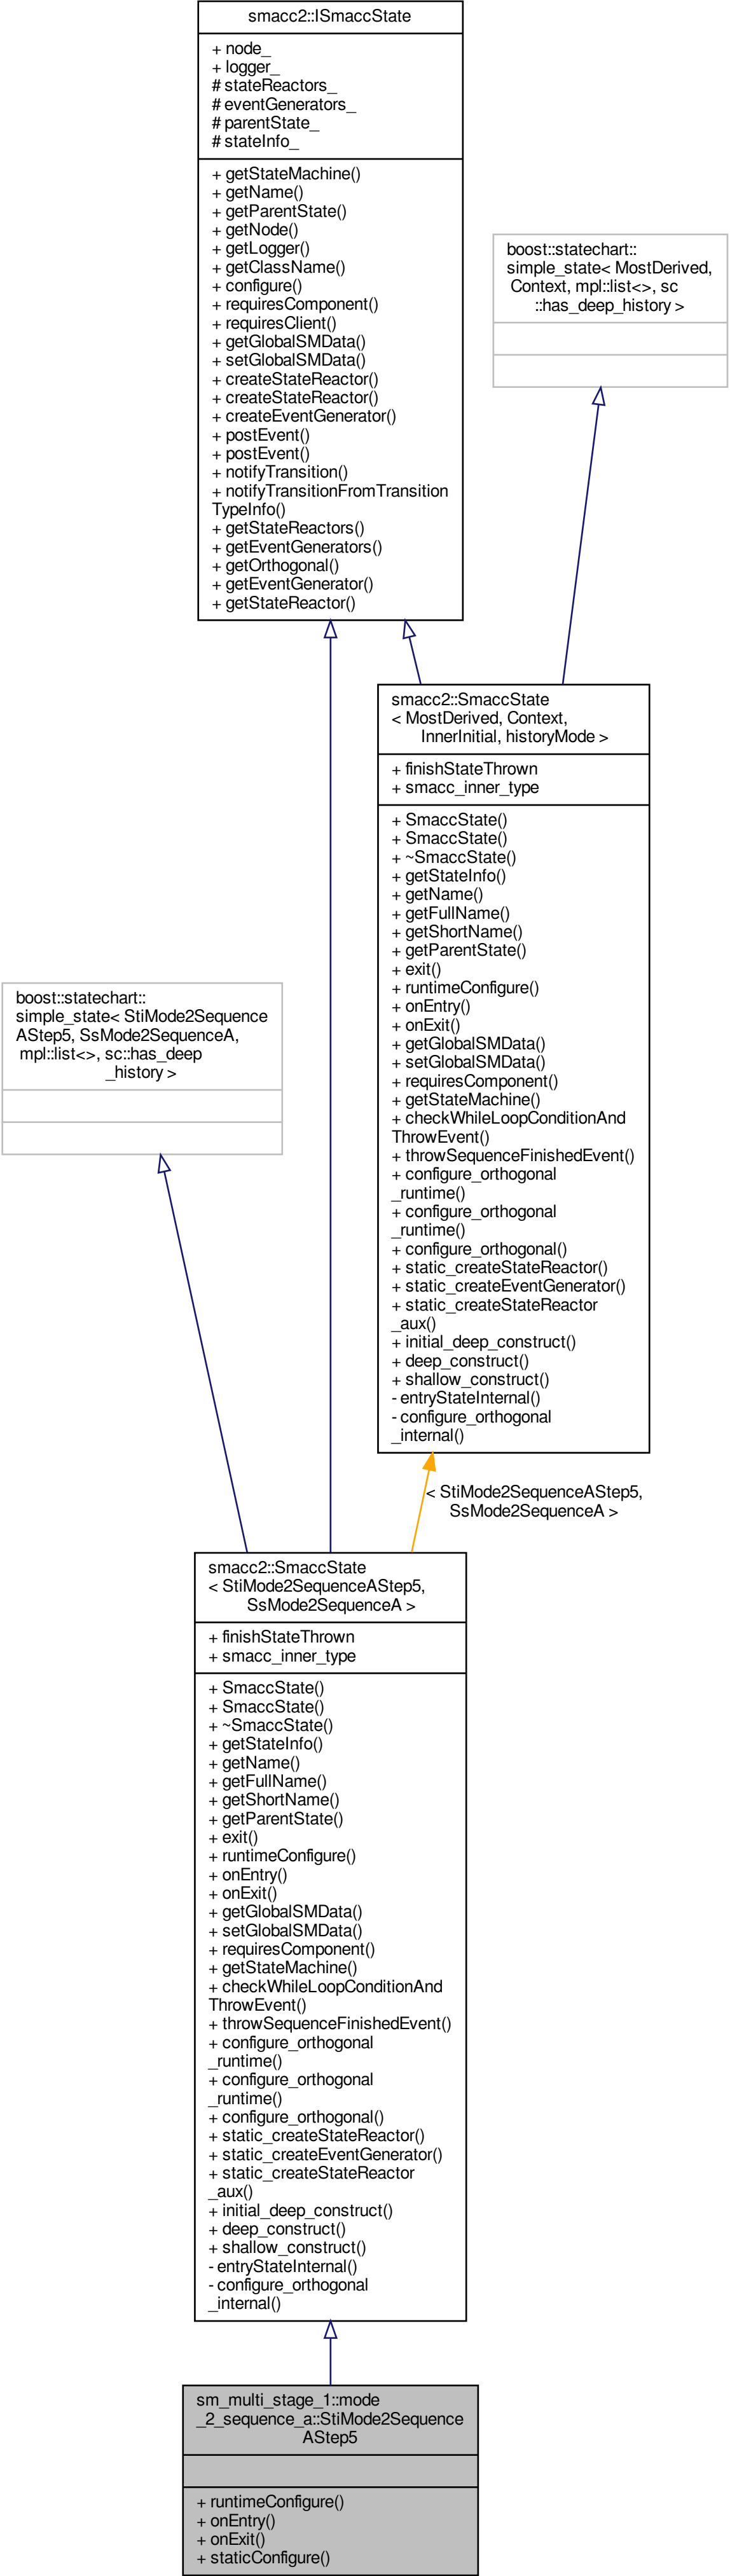 smacc2::ISmaccState
+ node_
+ logger_
# stateReactors_
# eventGenerators_
# parentState_
# stateInfo_
+ getStateMachine()
+ getName()
+ getParentState()
+ getNode()
+ getLogger()
+ getClassName()
+ configure()
+ requiresComponent()
+ requiresClient()
+ getGlobalSMData()
+ setGlobalSMData()
+ createStateReactor()
+ createStateReactor()
+ createEventGenerator()
+ postEvent()
+ postEvent()
+ notifyTransition()
+ notifyTransitionFromTransition
TypeInfo()
+ getStateReactors()
+ getEventGenerators()
+ getOrthogonal()
+ getEventGenerator()
+ getStateReactor()
boost::statechart::
simple_state< MostDerived,
Context, mpl::list<>, sc
::has_deep_history >
smacc2::SmaccState
< MostDerived, Context,
InnerInitial, historyMode >
+ finishStateThrown
+ smacc_inner_type
+ SmaccState()
+ SmaccState()
+ ~SmaccState()
+ getStateInfo()
+ getName()
+ getFullName()
+ getShortName()
+ getParentState()
+ exit()
+ runtimeConfigure()
+ onEntry()
+ onExit()
+ getGlobalSMData()
+ setGlobalSMData()
+ requiresComponent()
+ getStateMachine()
+ checkWhileLoopConditionAnd
ThrowEvent()
+ throwSequenceFinishedEvent()
+ configure_orthogonal
_runtime()
+ configure_orthogonal
_runtime()
+ configure_orthogonal()
+ static_createStateReactor()
+ static_createEventGenerator()
+ static_createStateReactor
_aux()
+ initial_deep_construct()
+ deep_construct()
+ shallow_construct()
- entryStateInternal()
- configure_orthogonal
_internal()
boost::statechart::
simple_state< StiMode2Sequence
AStep5, SsMode2SequenceA,
mpl::list<>, sc::has_deep
_history >
< StiMode2SequenceAStep5,
SsMode2SequenceA >
smacc2::SmaccState
< StiMode2SequenceAStep5,
SsMode2SequenceA >
+ finishStateThrown
+ smacc_inner_type
+ SmaccState()
+ SmaccState()
+ ~SmaccState()
+ getStateInfo()
+ getName()
+ getFullName()
+ getShortName()
+ getParentState()
+ exit()
+ runtimeConfigure()
+ onEntry()
+ onExit()
+ getGlobalSMData()
+ setGlobalSMData()
+ requiresComponent()
+ getStateMachine()
+ checkWhileLoopConditionAnd
ThrowEvent()
+ throwSequenceFinishedEvent()
+ configure_orthogonal
_runtime()
+ configure_orthogonal
_runtime()
+ configure_orthogonal()
+ static_createStateReactor()
+ static_createEventGenerator()
+ static_createStateReactor
_aux()
+ initial_deep_construct()
+ deep_construct()
+ shallow_construct()
- entryStateInternal()
- configure_orthogonal
_internal()
sm_multi_stage_1::mode
_2_sequence_a::StiMode2Sequence
AStep5
+ runtimeConfigure()
+ onEntry()
+ onExit()
+ staticConfigure()